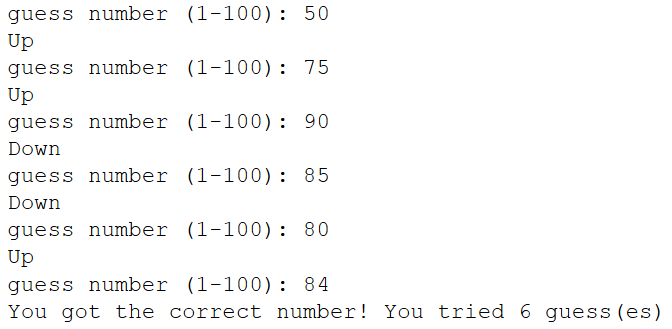 guess number (1-100): 50
Up
guess number (1-100): 75
Up
guess number (1-100): 90
Down
guess number (1-100): 85
Down
guess number (1-100): 80
Up
guess number (1-100): 84
You got the correct number! You tried 6 guess(es)